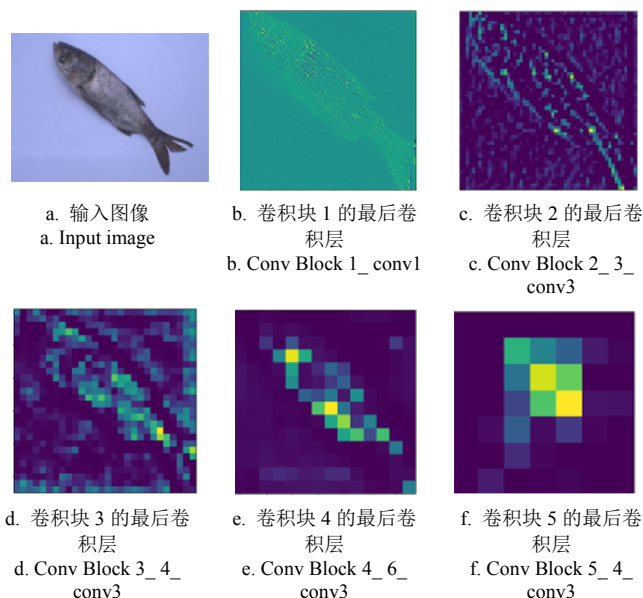 a. 输入图像
a. Input image
b. 卷积块 1 的最后卷
积层
b. Conv Block 1_ conv1
c. 卷积块 2 的最后卷
积层
c. Conv Block 2_ 3_
conv3
d. 卷积块 3 的最后卷
积层
d. Conv Block 3_ 4_
conv3
e. 卷积块 4 的最后卷
积层
e. Conv Block 4_ 6_
conv3
f. 卷积块 5 的最后卷
积层
f. Conv Block 5_ 4_
conv3